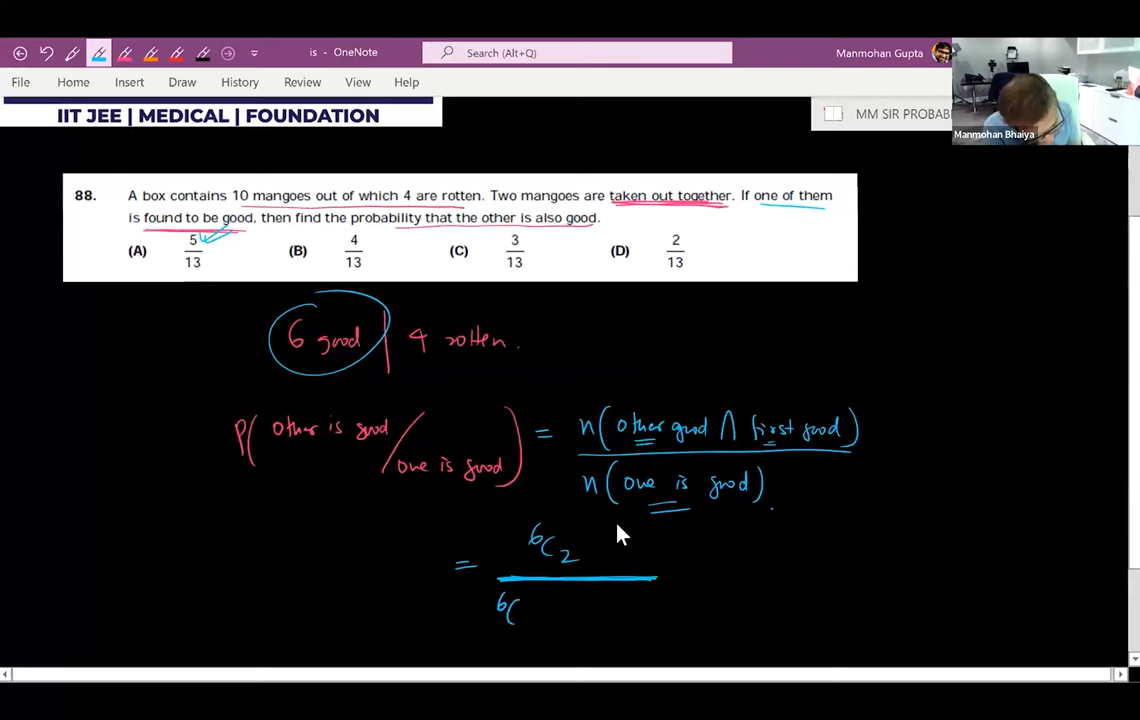 is - OneNote
Search (Alt+Q)
Manmohan Gupta
File Home Insert Draw History Review View Help
IIT JEE | MEDICAL | FOUNDATION
MM SIR PROBAB
Manmohan Bhaiya
88. A box contains 10 mangoes out of which 4 are rotten. Two mangoes are taken out together. If one of them
is found to be good, then find the probability that the other is also good.
(A) 5/13 (B) 4/13 (C) 3/13 (D) 2/13
6 good | 4 rotten.
P( other is good / one is good ) = n(other good ∩ first good) / n(one is good).
= ⁶C₂ / ⁶C